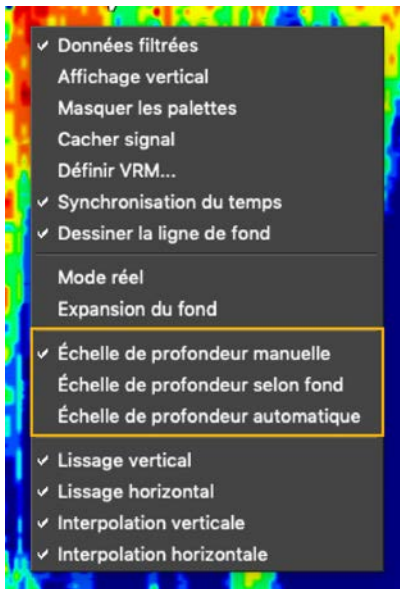 ✓ Données filtrées
Affichage vertical
Masquer les palettes
Cacher signal
Définir VRM...
✓ Synchronisation du temps
✓ Dessiner la ligne de fond
Mode réel
Expansion du fond
✓ Échelle de profondeur manuelle
Échelle de profondeur selon fond
Échelle de profondeur automatique
✓ Lissage vertical
✓ Lissage horizontal
✓ Interpolation verticale
✓ Interpolation horizontale